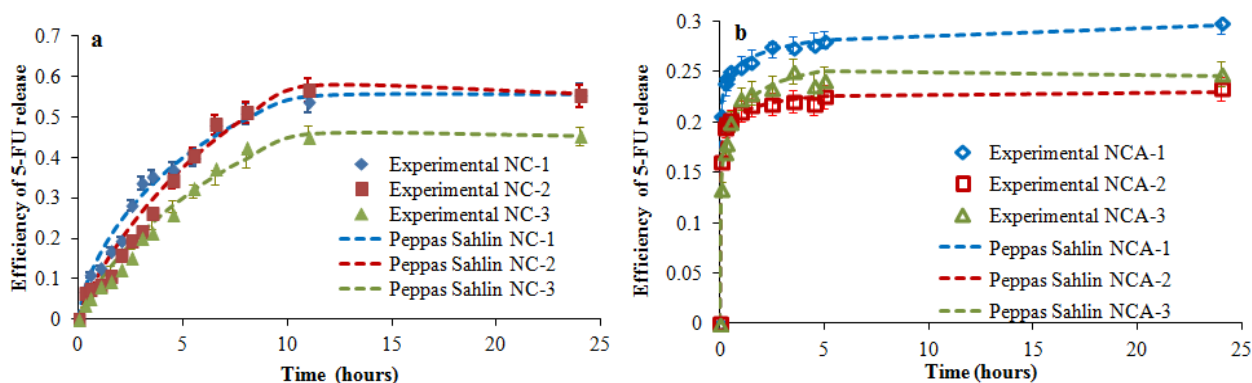 a
Efficiency of 5-FU release
0.7
0.6
0.5
0.4
0.3
0.2
0.1
0
Experimental NC-1
Experimental NC-2
Experimental NC-3
Peppas Sahlin NC-1
Peppas Sahlin NC-2
Peppas Sahlin NC-3
0 5 10 15 20 25
Time (hours)
b
Efficiency of 5-FU release
0.3
0.25
0.2
0.15
0.1
0.05
0
Experimental NCA-1
Experimental NCA-2
Experimental NCA-3
Peppas Sahlin NCA-1
Peppas Sahlin NCA-2
Peppas Sahlin NCA-3
0 5 10 15 20 25
Time (hours)